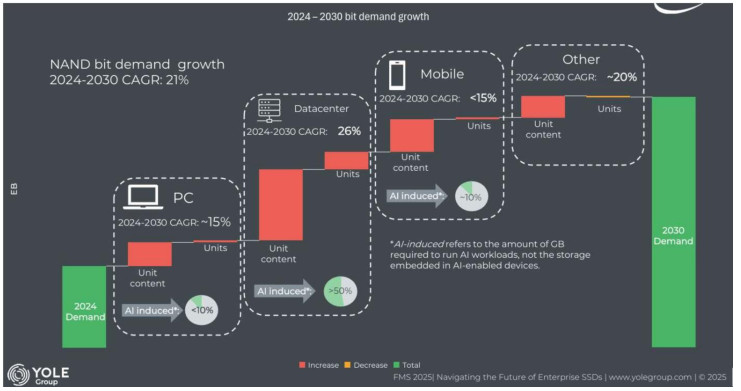 2024 – 2030 bit demand growth
NAND bit demand growth
2024-2030 CAGR: 21%
EB
2024
Demand
PC
2024-2030 CAGR: ~15%
Unit
content
Units
AI induced*:
<10%
Datacenter
2024-2030 CAGR: 26%
Unit
content
Units
AI induced*:
>50%
Mobile
2024-2030 CAGR: <15%
Unit
content
Units
AI induced*:
~10%
Other
2024-2030 CAGR: ~20%
Unit
content
Units
2030
Demand
*AI-induced refers to the amount of GB
required to run AI workloads, not the storage
embedded in AI-enabled devices.
Increase Decrease Total
YOLE
Group
FMS 2025| Navigating the Future of Enterprise SSDs | www.yolegroup.com | © 2025